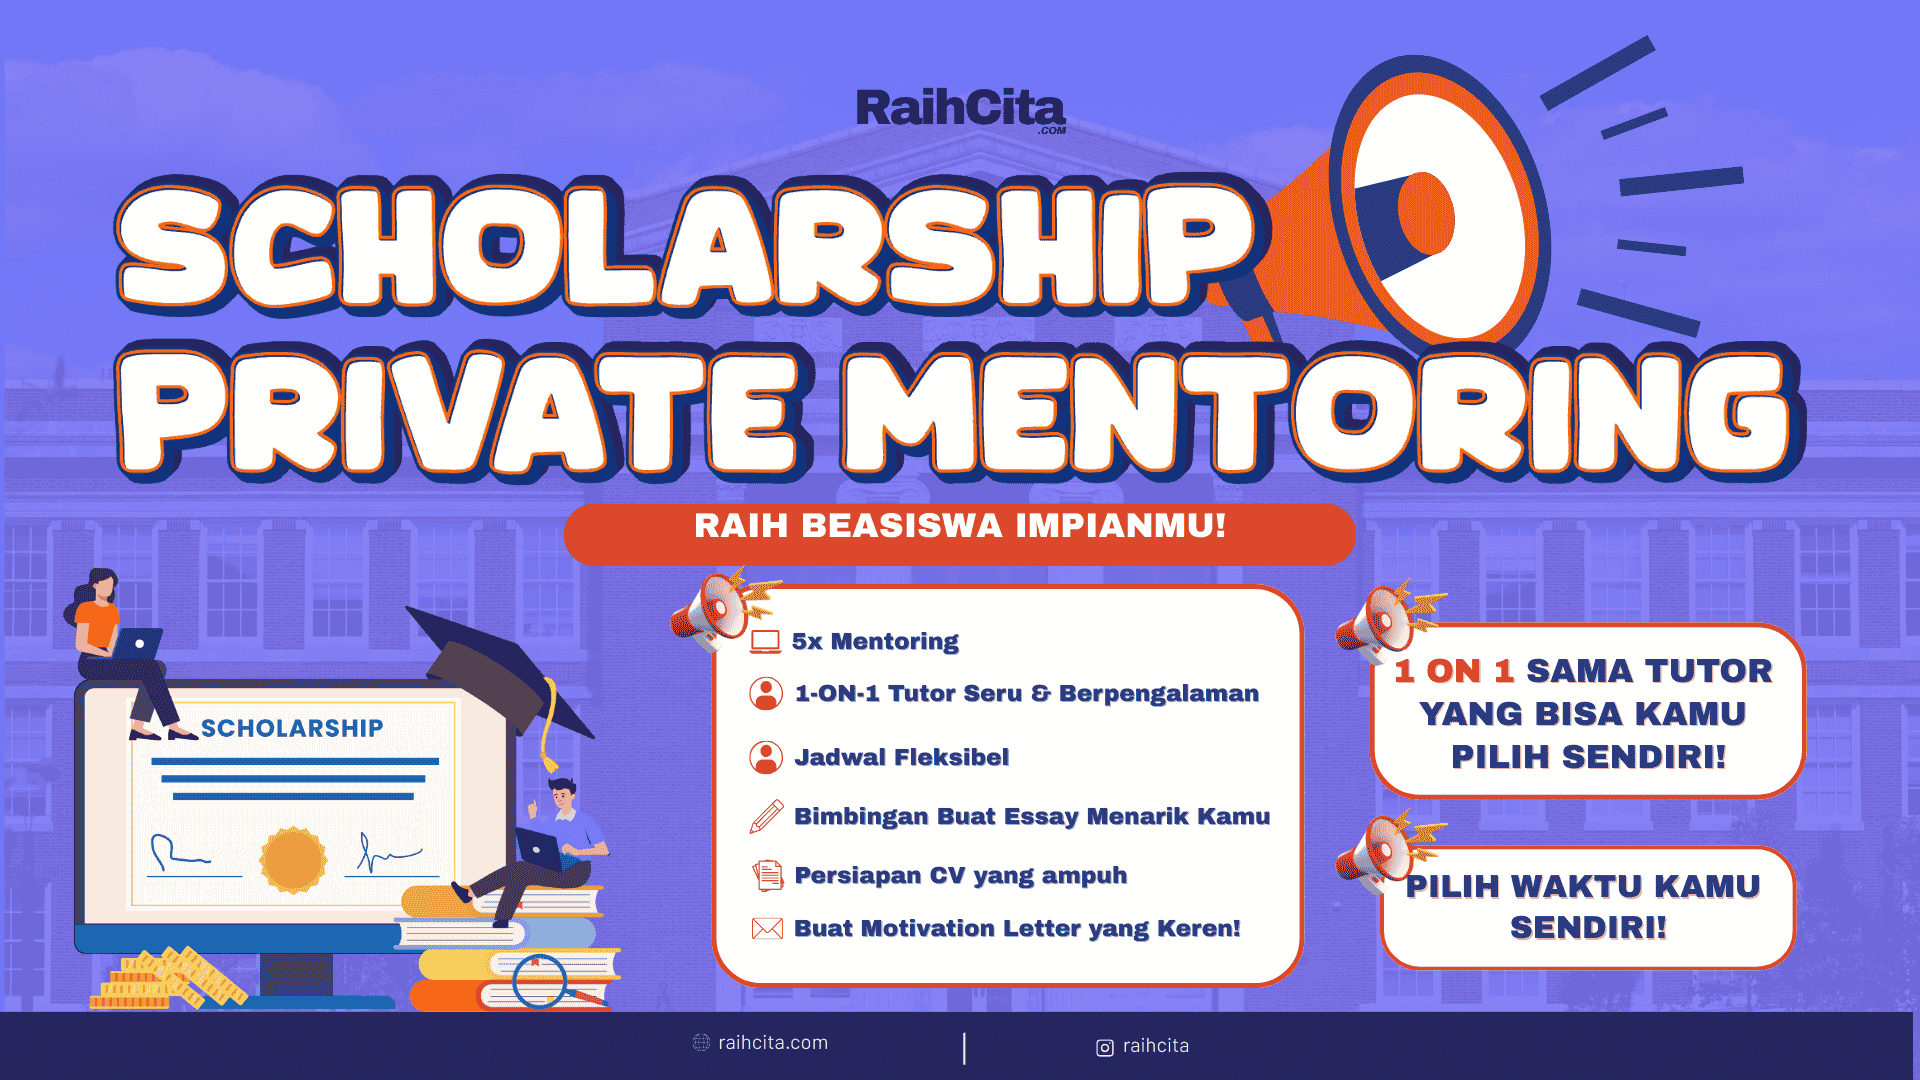 RaihCita
.COM
SCHOLARSHIP
PRIVATE MENTORING
RAIH BEASISWA IMPIANMU!
SCHOLARSHIP
5x Mentoring
1-ON-1 Tutor Seru & Berpengalaman
Jadwal Fleksibel
Bimbingan Buat Essay Menarik Kamu
Persiapan CV yang ampuh
Buat Motivation Letter yang Keren!
1 ON 1 SAMA TUTOR
YANG BISA KAMU
PILIH SENDIRI!
PILIH WAKTU KAMU
SENDIRI!
raihcita.com
raihcita